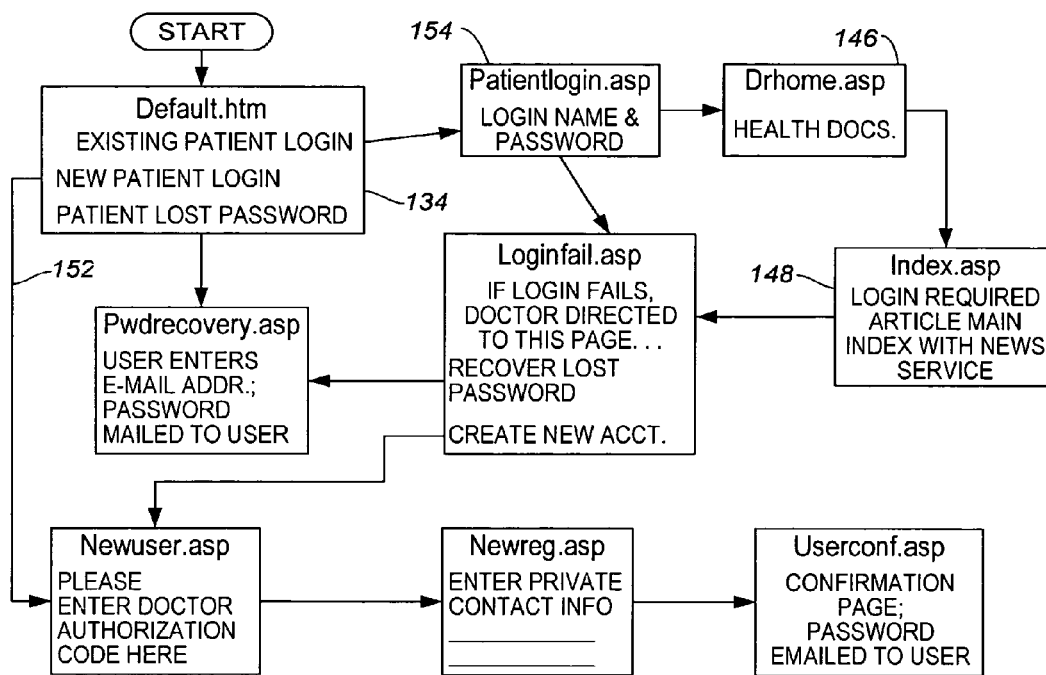 START
Default.htm
EXISTING PATIENT LOGIN
NEW PATIENT LOGIN
PATIENT LOST PASSWORD
134
154
Patientlogin.asp
LOGIN NAME &
PASSWORD
146
Drhome.asp
HEALTH DOCS.
152
Pwdrecovery.asp
USER ENTERS
E-MAIL ADDR.;
PASSWORD
MAILED TO USER
Loginfail.asp
IF LOGIN FAILS,
DOCTOR DIRECTED
TO THIS PAGE. . .
RECOVER LOST
PASSWORD
CREATE NEW ACCT.
148
Index.asp
LOGIN REQUIRED
ARTICLE MAIN
INDEX WITH NEWS
SERVICE
Newuser.asp
PLEASE
ENTER DOCTOR
AUTHORIZATION
CODE HERE
Newreg.asp
ENTER PRIVATE
CONTACT INFO
Userconf.asp
CONFIRMATION
PAGE;
PASSWORD
EMAILED TO USER